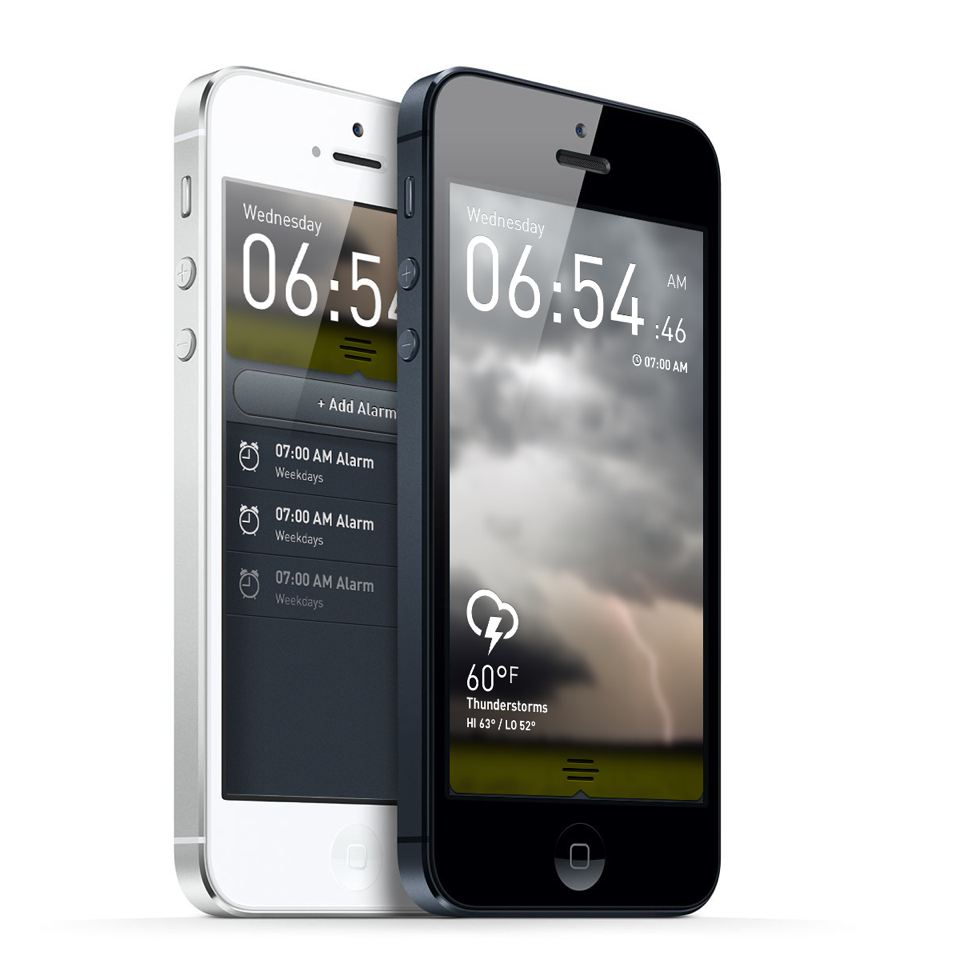 Wednesday
06:54
+ Add Alarm
07:00 AM Alarm
Weekdays
07:00 AM Alarm
Weekdays
07:00 AM Alarm
Weekdays
Wednesday
06:54 AM
:46
07:00 AM
60°F
Thunderstorms
HI 63° / LO 52°